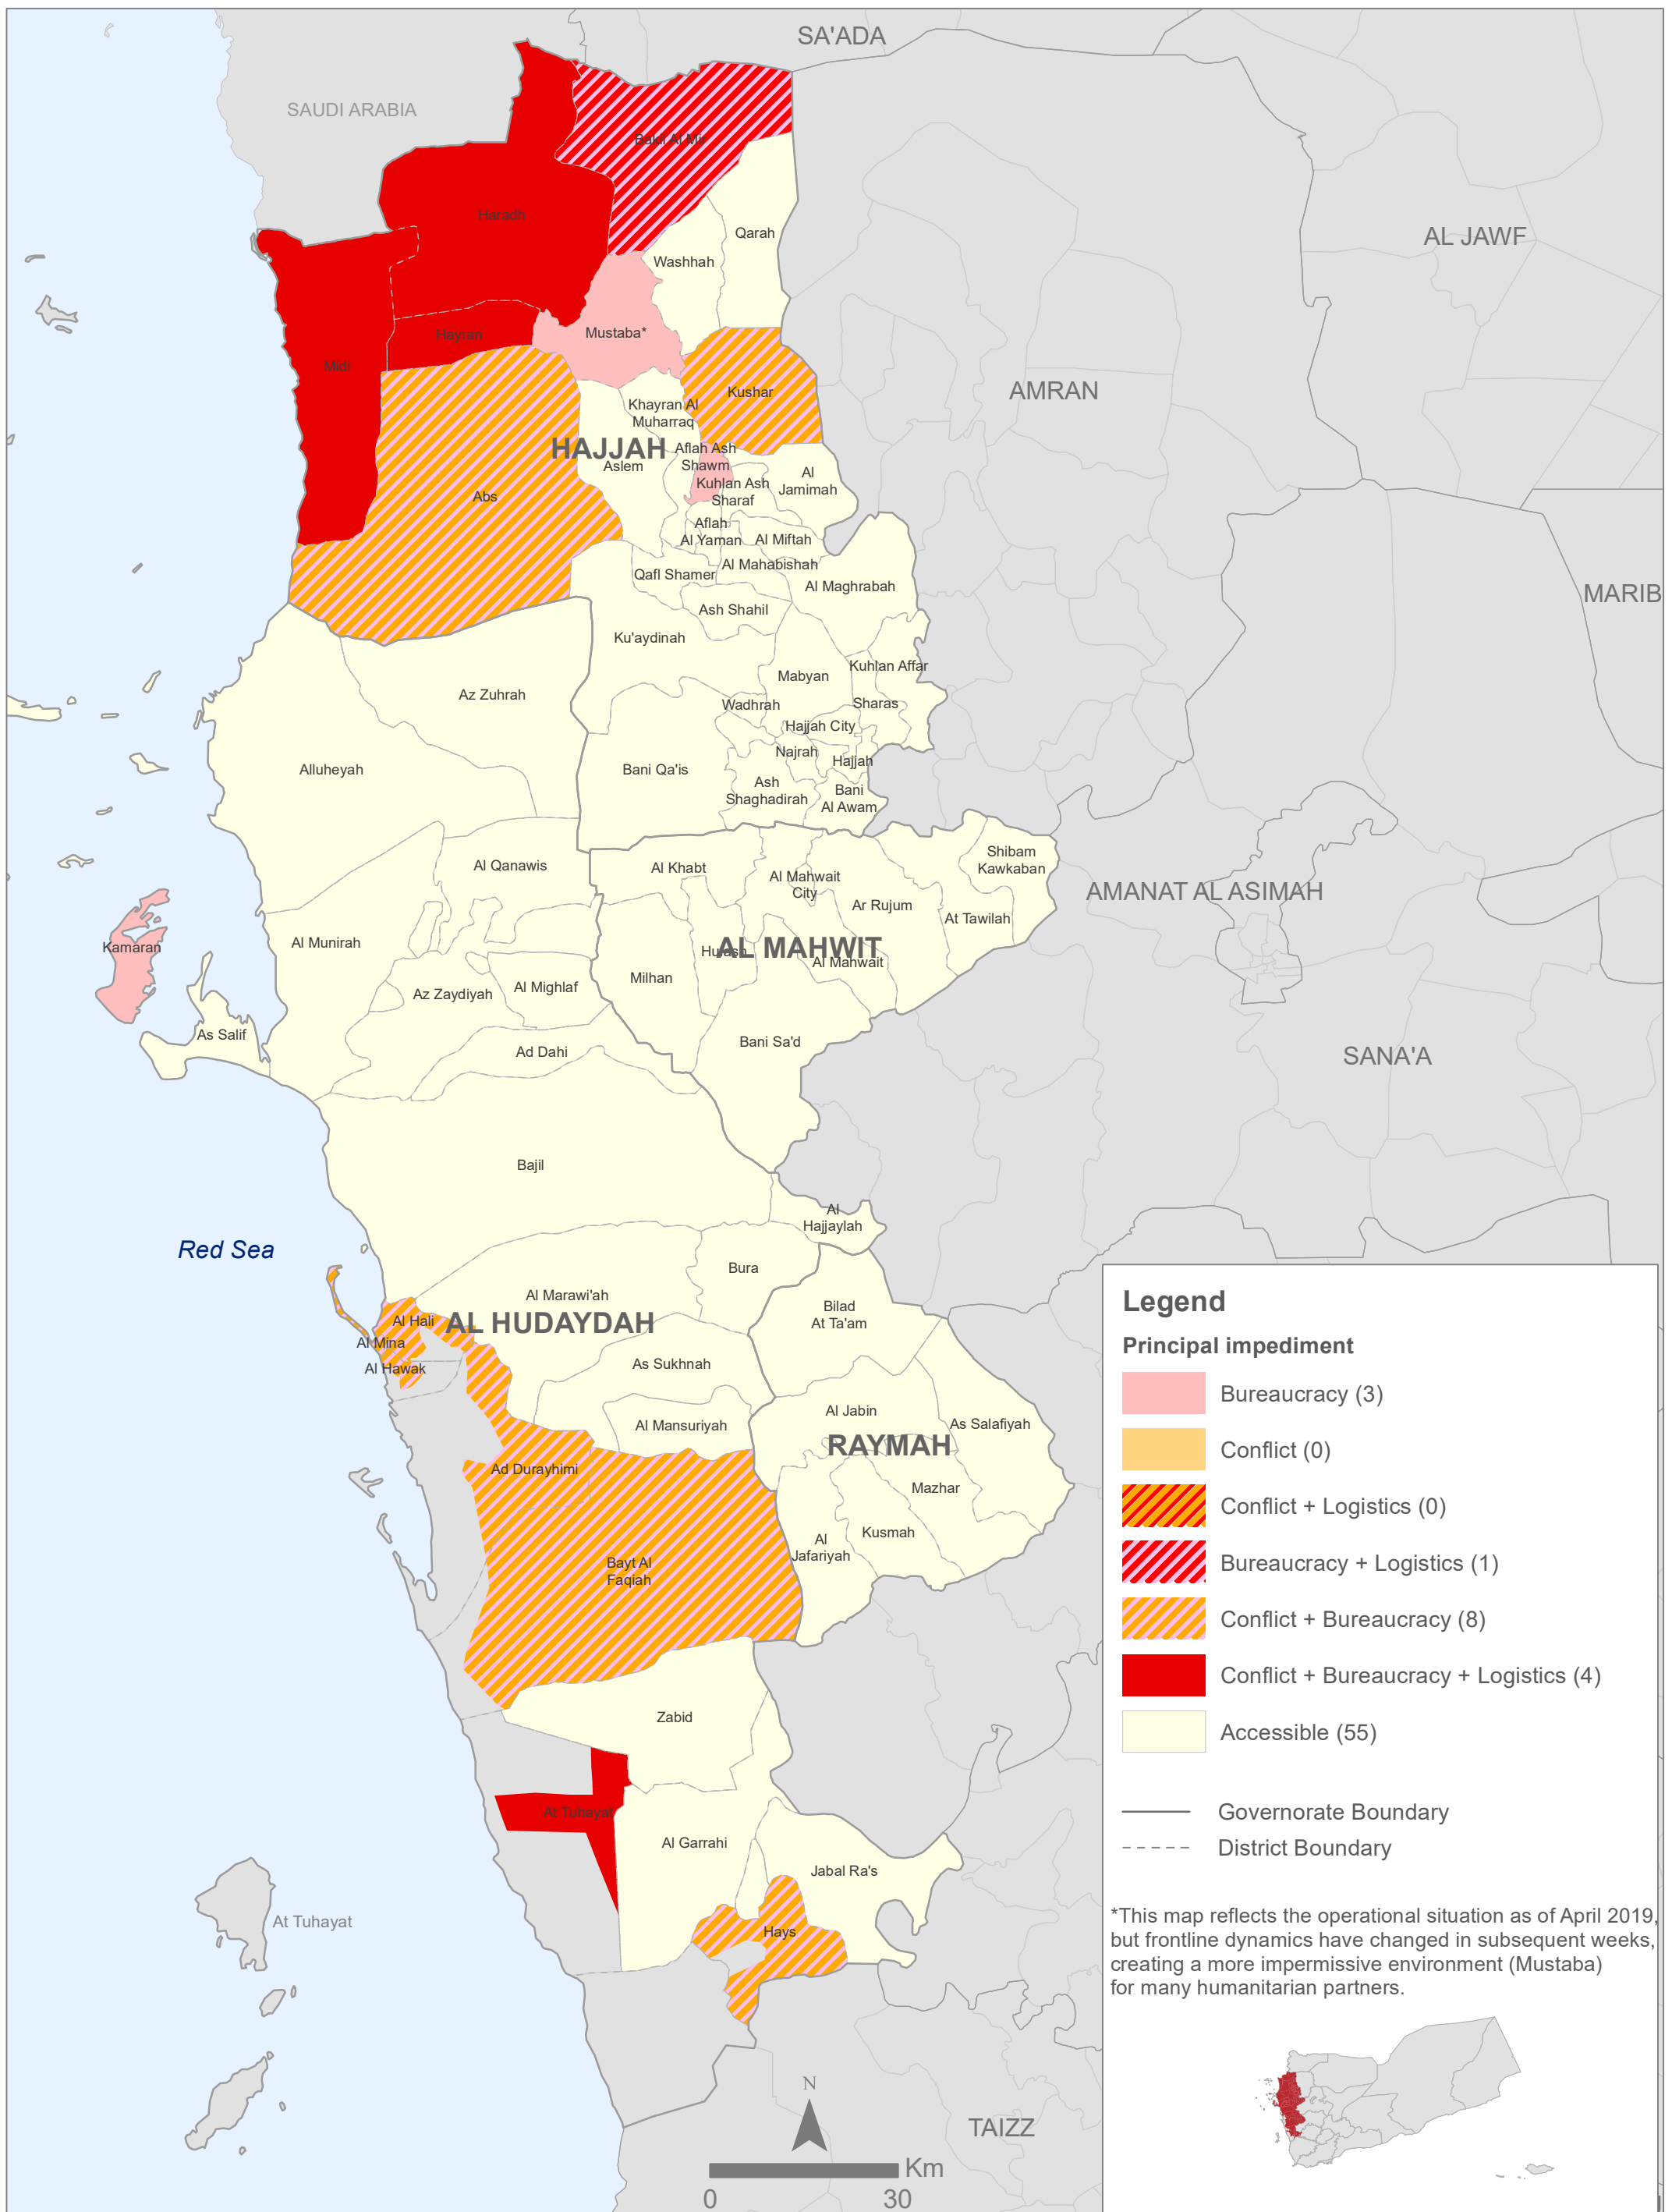 SA'ADA
SAUDI ARABIA
Bakil Al Mir
Haradh
Qarah
AL JAWF
Washhah
Mustaba*
Hayran
Midi
Kushar
AMRAN
Khayran Al
Muharraq
HAJJAH
Aflah Ash
Shawm
Aslem
Al
Jamimah
Kuhlan Ash
Sharaf
Abs
Aflah
Al Yaman
Al Miftah
Al Mahabishah
Qafl Shamer
Al Maghrabah
MARIB
Ash Shahil
Ku'aydinah
Kuhlan Affar
Mabyan
Az Zuhrah
Wadhrah
Sharas
Hajjah City
Najrah
Hajjah
Alluheyah
Bani Qa'is
Ash
Shaghadirah
Bani
Al Awam
Shibam
Kawkaban
Al Qanawis
Al Khabt
Al Mahwait
City
AMANAT AL ASIMAH
Ar Rujum
At Tawilah
Al Munirah
Kamaran
Hufash
AL MAHWIT
Al Mahwait
Milhan
Az Zaydiyah
Al Mighlaf
As Salif
Bani Sa'd
Ad Dahi
SANA'A
Bajil
Al
Hajjaylah
Red Sea
Bura
Al Marawi'ah
Bilad
At Ta'am
Al Hali
AL HUDAYDAH
Al Mina
Al Hawak
As Sukhnah
Al Jabin
Al Mansuriyah
As Salafiyah
RAYMAH
Ad Durayhimi
Mazhar
Kusmah
Al
Jafariyah
Bayt Al
Faqiah
Zabid
At Tuhayat
Al Garrahi
Jabal Ra's
At Tuhayat
Hays
TAIZZ
N
Km
0 30
Legend
Principal impediment
Bureaucracy (3)
Conflict (0)
Conflict + Logistics (0)
Bureaucracy + Logistics (1)
Conflict + Bureaucracy (8)
Conflict + Bureaucracy + Logistics (4)
Accessible (55)
Governorate Boundary
District Boundary
*This map reflects the operational situation as of April 2019,
but frontline dynamics have changed in subsequent weeks,
creating a more impermissive environment (Mustaba)
for many humanitarian partners.